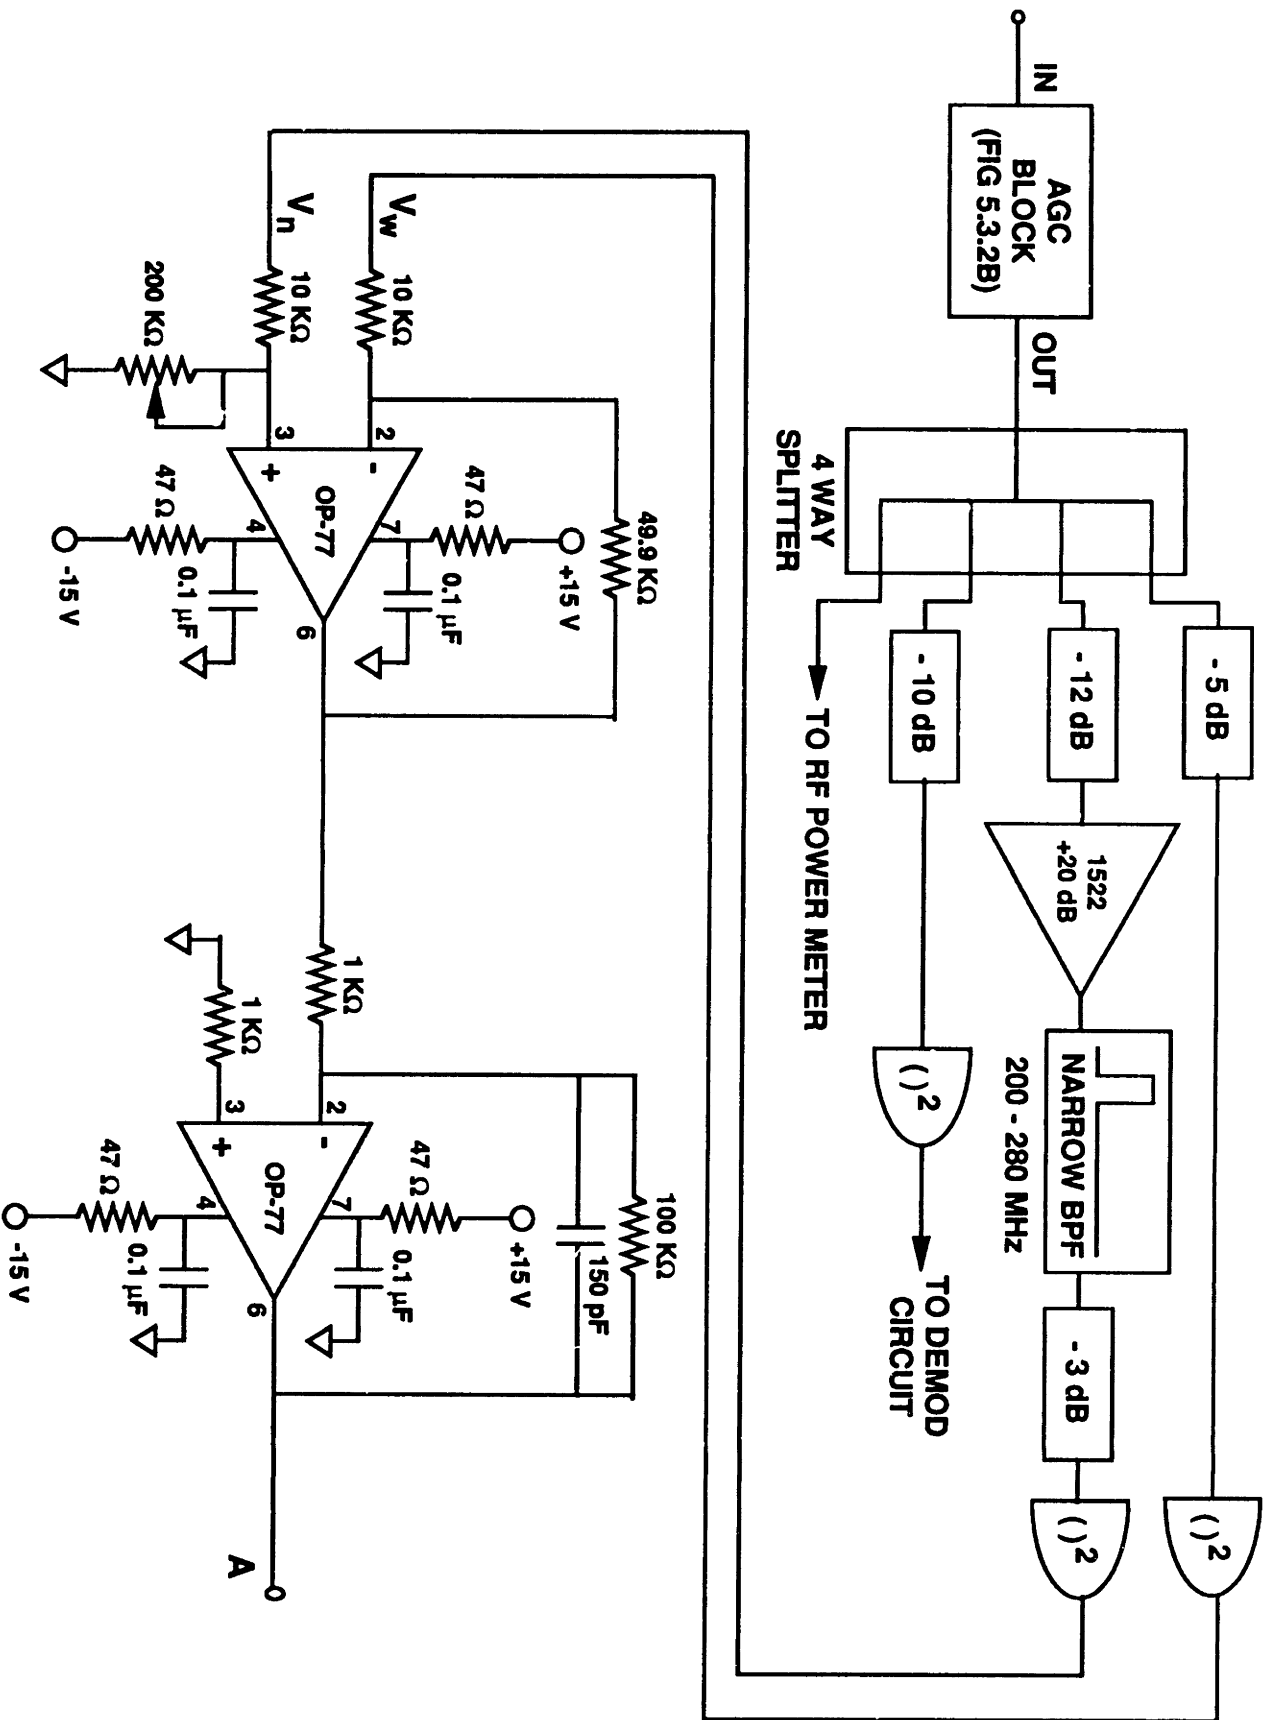 IN
AGC
BLOCK
(FIG 5.3.2B)
OUT
4 WAY
SPLITTER
- 5 dB
- 12 dB
- 10 dB
TO RF POWER METER
1522
+20 dB
NARROW BPF
200 - 280 MHz
- 3 dB
( )2
( )2
( )2
TO DEMOD
CIRCUIT
Vw
Vn
10 KΩ
10 KΩ
200 KΩ
49.9 KΩ
2
-
3
+
OP-77
7
4
6
47 Ω
+15 V
0.1 µF
47 Ω
-15 V
0.1 µF
1 KΩ
1 KΩ
100 KΩ
150 pF
2
-
3
+
OP-77
7
4
6
47 Ω
+15 V
0.1 µF
47 Ω
-15 V
0.1 µF
A